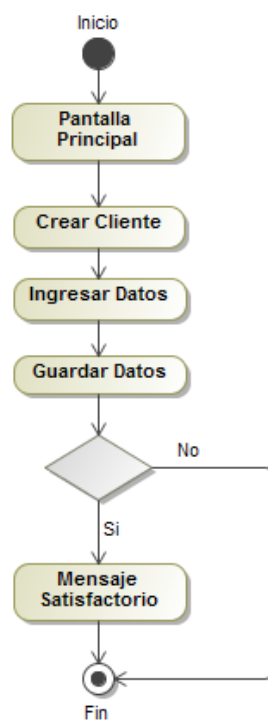 Inicio
Pantalla
Principal
Crear Cliente
Ingresar Datos
Guardar Datos
No
Si
Mensaje
Satisfactorio
Fin